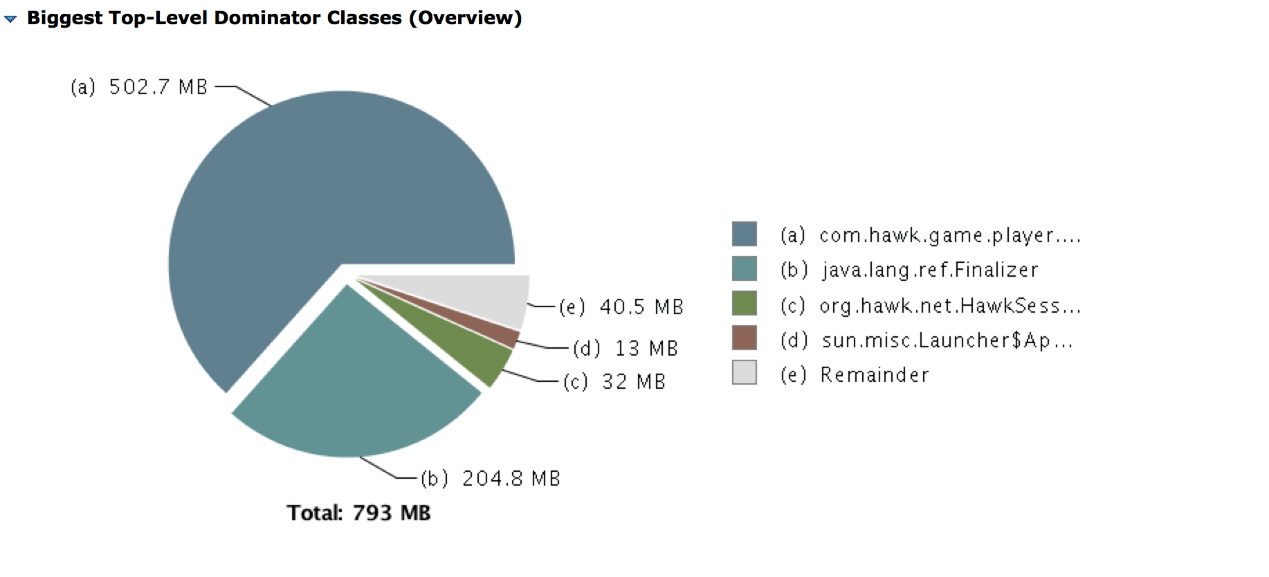 Biggest Top-Level Dominator Classes (Overview)
(a) 502.7 MB
(e) 40.5 MB
(d) 13 MB
(c) 32 MB
(b) 204.8 MB
Total: 793 MB
(a) com.hawk.game.player....
(b) java.lang.ref.Finalizer
(c) org.hawk.net.HawkSess...
(d) sun.misc.Launcher$Ap...
(e) Remainder